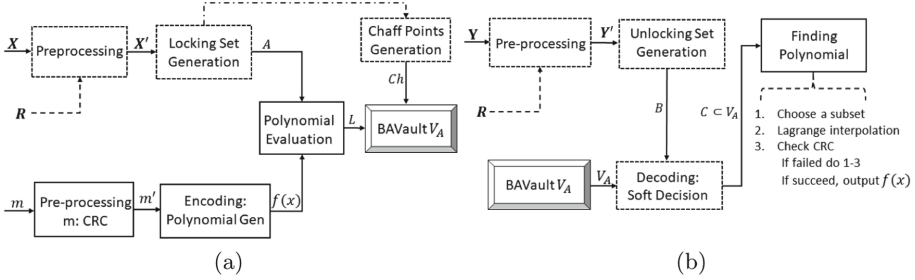 X
Preprocessing
X'
Locking Set
Generation
A
Chaff Points
Generation
R
Ch
Polynomial
Evaluation
L
BAVault V_A
m
Pre-processing
m: CRC
m'
Encoding:
Polynomial Gen
f(x)
(a)
Y
Pre-processing
Y'
Unlocking Set
Generation
Finding
Polynomial
R
B
C ⊂ V_A
1. Choose a subset
2. Lagrange interpolation
3. Check CRC
If failed do 1-3
If succeed, output f(x)
BAVault V_A
V_A
Decoding:
Soft Decision
(b)